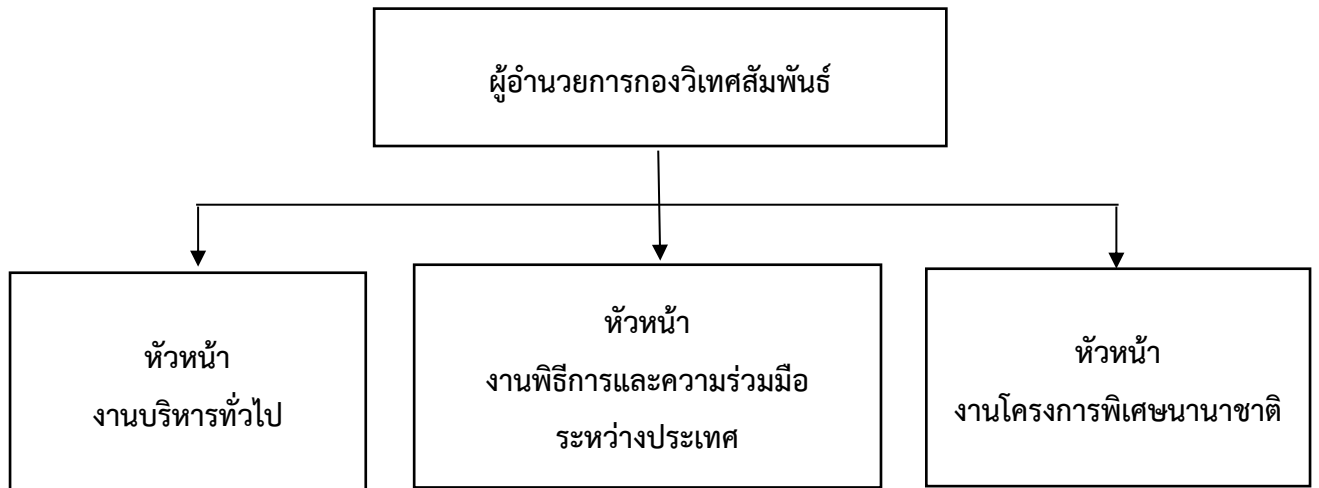 ผู้อำนวยการกองวิเทศสัมพันธ์
หัวหน้า
งานบริหารทั่วไป
หัวหน้า
งานพิธีการและความร่วมมือ
ระหว่างประเทศ
หัวหน้า
งานโครงการพิเศษนานาชาติ